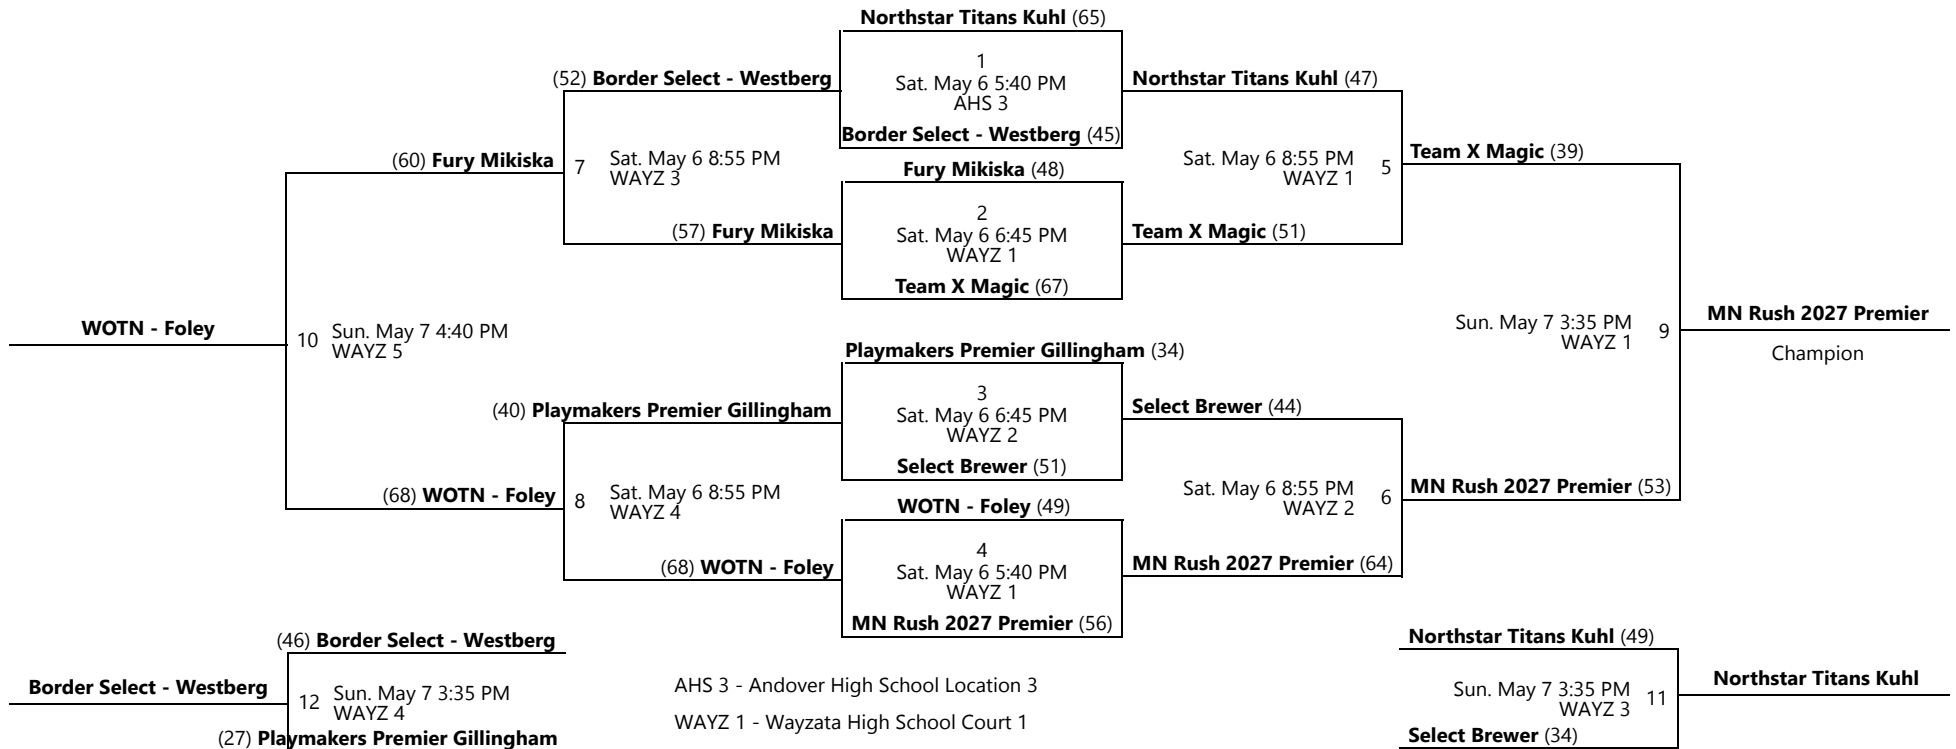 Northstar Titans Kuhl (65)
1
Sat. May 6 5:40 PM
AHS 3
Border Select - Westberg (45)
(52) Border Select - Westberg
Northstar Titans Kuhl (47)
(60) Fury Mikiska
7
Sat. May 6 8:55 PM
WAYZ 3
Fury Mikiska (48)
2
Sat. May 6 6:45 PM
WAYZ 1
Team X Magic (67)
(57) Fury Mikiska
Sat. May 6 8:55 PM
WAYZ 1
5
Team X Magic (39)
Team X Magic (51)
WOTN - Foley
10
Sun. May 7 4:40 PM
WAYZ 5
Sun. May 7 3:35 PM
WAYZ 1
9
MN Rush 2027 Premier
Champion
Playmakers Premier Gillingham (34)
3
Sat. May 6 6:45 PM
WAYZ 2
Select Brewer (51)
(40) Playmakers Premier Gillingham
Select Brewer (44)
(68) WOTN - Foley
8
Sat. May 6 8:55 PM
WAYZ 4
WOTN - Foley (49)
4
Sat. May 6 5:40 PM
WAYZ 1
MN Rush 2027 Premier (56)
(68) WOTN - Foley
Sat. May 6 8:55 PM
WAYZ 2
6
MN Rush 2027 Premier (53)
MN Rush 2027 Premier (64)
(46) Border Select - Westberg
Border Select - Westberg
12
Sun. May 7 3:35 PM
WAYZ 4
(27) Playmakers Premier Gillingham
AHS 3 - Andover High School Location 3
WAYZ 1 - Wayzata High School Court 1
Northstar Titans Kuhl (49)
Sun. May 7 3:35 PM
WAYZ 3
11
Northstar Titans Kuhl
Select Brewer (34)